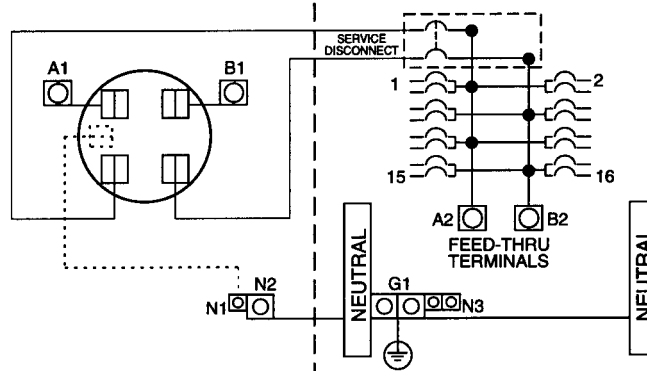 SERVICE
DISCONNECT
A1
B1
1
2
15
16
A2
B2
FEED-THRU
TERMINALS
NEUTRAL
NEUTRAL
N2
G1
N1
N3